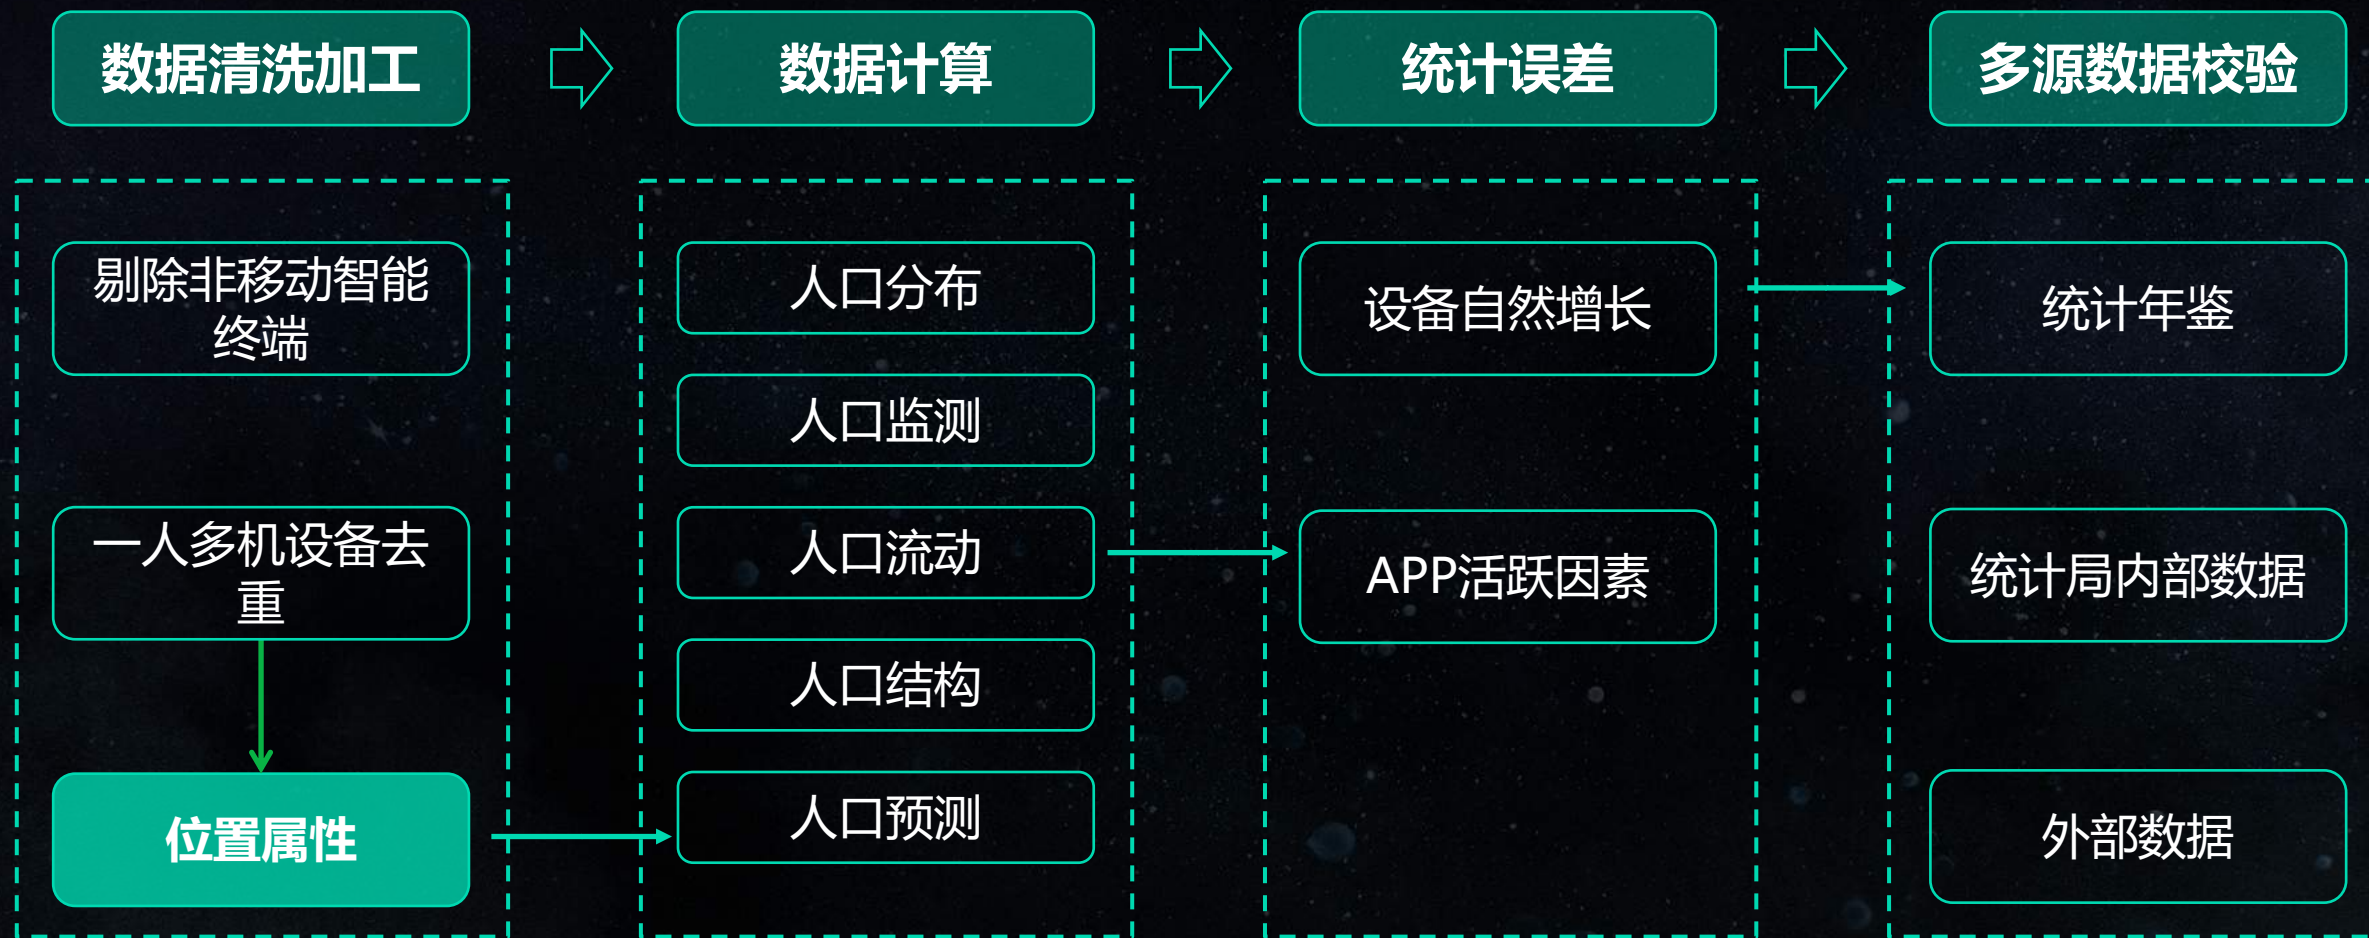 数据清洗加工
数据计算
统计误差
多源数据校验
剔除非移动智能
终端
一人多机设备去
重
位置属性
人口分布
人口监测
人口流动
人口结构
人口预测
设备自然增长
APP活跃因素
统计年鉴
统计局内部数据
外部数据